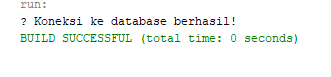 run:
? Koneksi ke database berhasil!
BUILD SUCCESSFUL (total time: 0 seconds)